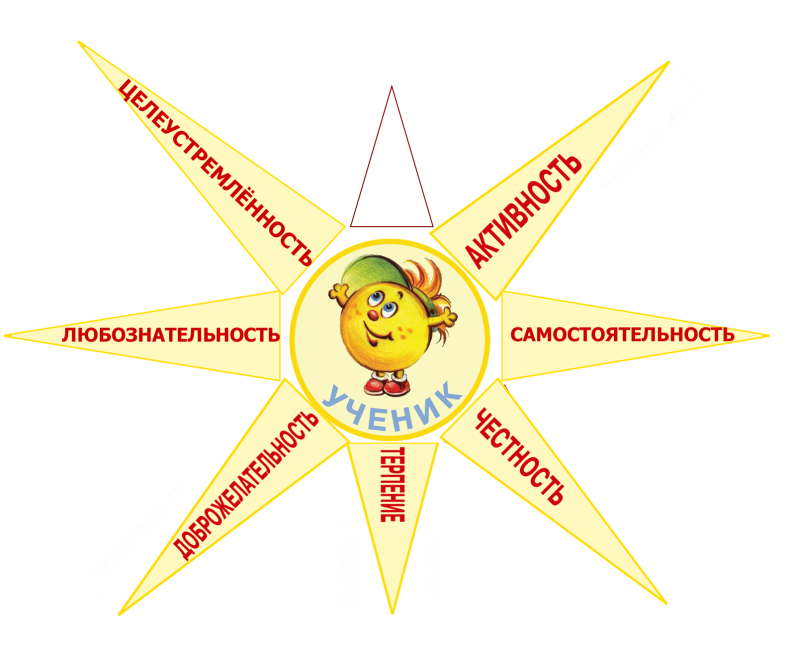 ЦЕЛЕУСТРЕМЛЁННОСТЬ
АКТИВНОСТЬ
ЛЮБОЗНАТЕЛЬНОСТЬ
САМОСТОЯТЕЛЬНОСТЬ
УЧЕНИК
ДОБРОЖЕЛАТЕЛЬНОСТЬ
ТЕРПЕНИЕ
ЧЕСТНОСТЬ